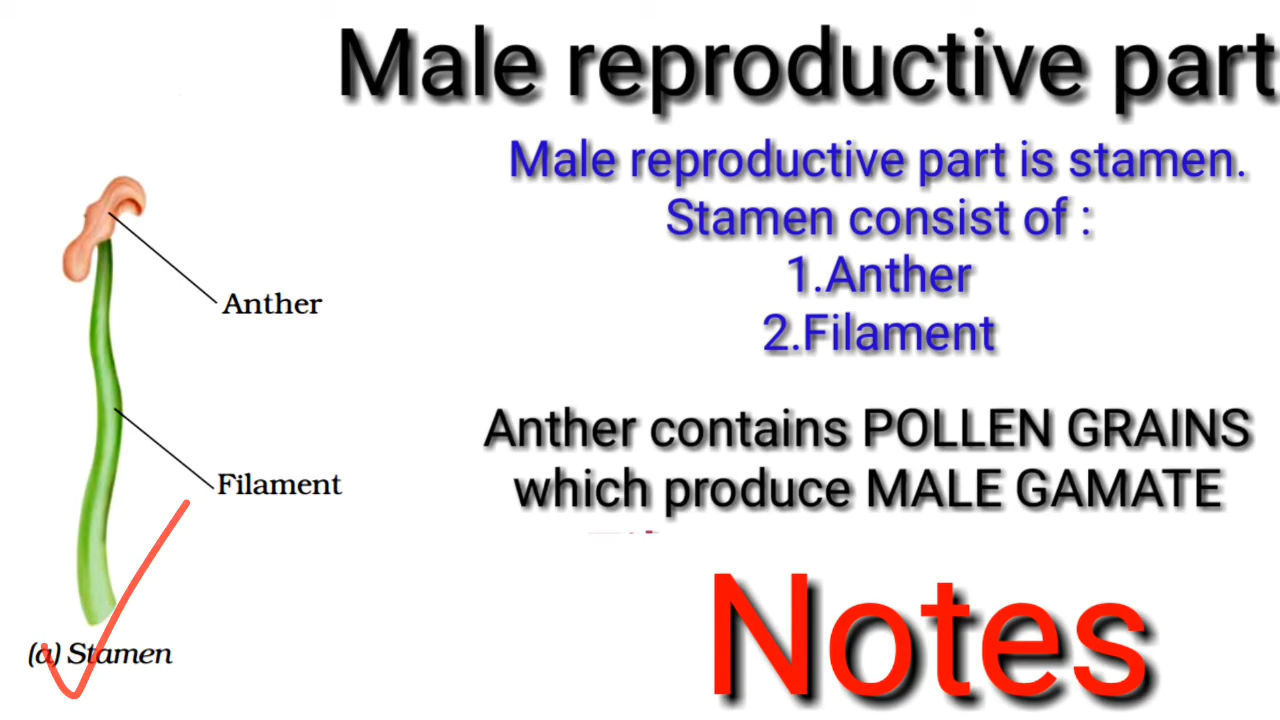 Male reproductive part
Male reproductive part is stamen.
Stamen consist of :
1.Anther
2.Filament
Anther
Filament
Anther contains POLLEN GRAINS
which produce MALE GAMATE
Notes
(a) Stamen